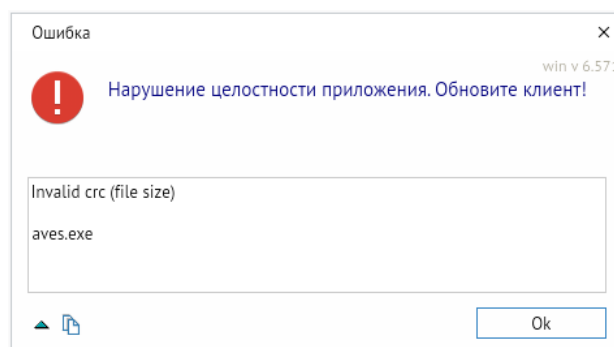 Ошибка
win v 6.57
Нарушение целостности приложения. Обновите клиент!
Invalid crc (file size)
aves.exe
Ok